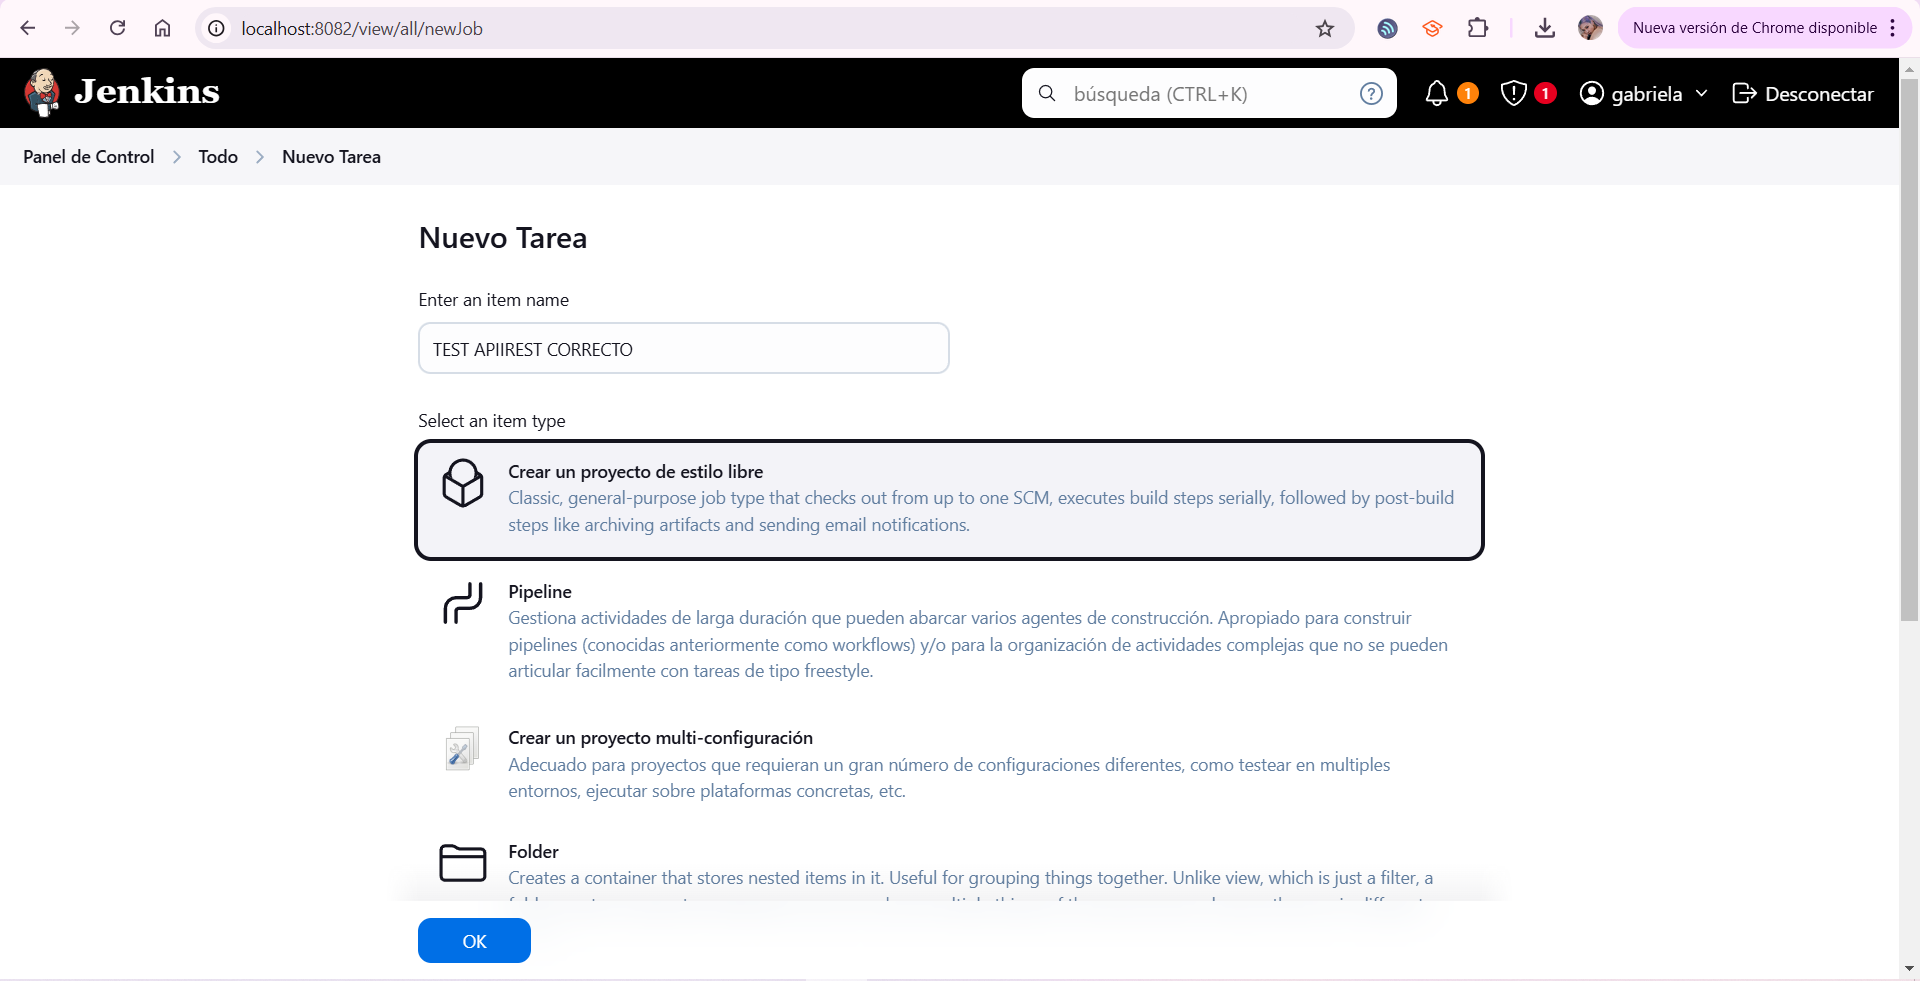 localhost:8082/view/all/newJob
Nueva versión de Chrome disponible
Jenkins
búsqueda (CTRL+K)
?
1
1
gabriela
Desconectar
Panel de Control > Todo > Nuevo Tarea
Nuevo Tarea
Enter an item name
TEST APIIREST CORRECTO
Select an item type
Crear un proyecto de estilo libre
Classic, general-purpose job type that checks out from up to one SCM, executes build steps serially, followed by post-build
steps like archiving artifacts and sending email notifications.
Pipeline
Gestiona actividades de larga duración que pueden abarcar varios agentes de construcción. Apropiado para construir
pipelines (conocidas anteriormente como workflows) y/o para la organización de actividades complejas que no se pueden
articular facilmente con tareas de tipo freestyle.
Crear un proyecto multi-configuración
Adecuado para proyectos que requieran un gran número de configuraciones diferentes, como testear en multiples
entornos, ejecutar sobre plataformas concretas, etc.
Folder
Creates a container that stores nested items in it. Useful for grouping things together. Unlike view, which is just a filter, a
OK